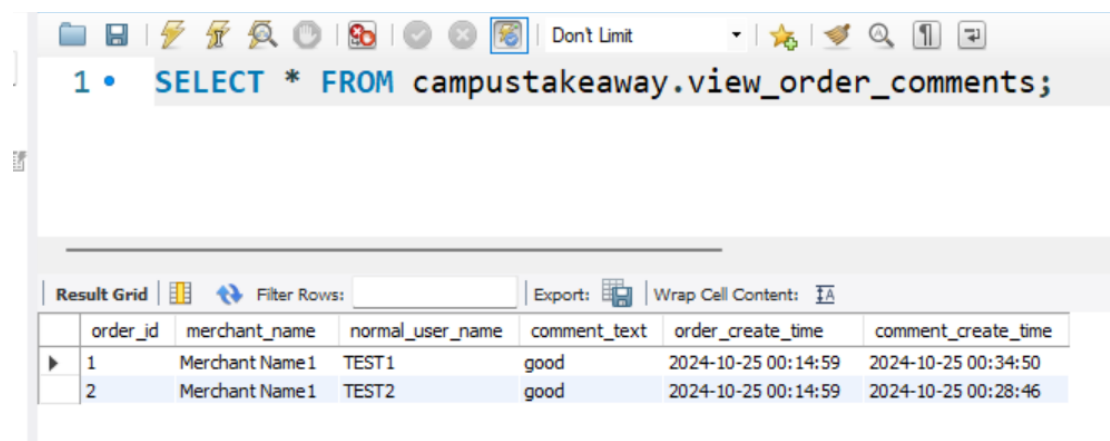 Don't Limit
1 SELECT * FROM campustakeaway.view_order_comments;
Result Grid Filter Rows: Export: Wrap Cell Content:
order_id merchant_name normal_user_name comment_text order_create_time comment_create_time
1 Merchant Name1 TEST1 good 2024-10-25 00:14:59 2024-10-25 00:34:50
2 Merchant Name1 TEST2 good 2024-10-25 00:14:59 2024-10-25 00:28:46